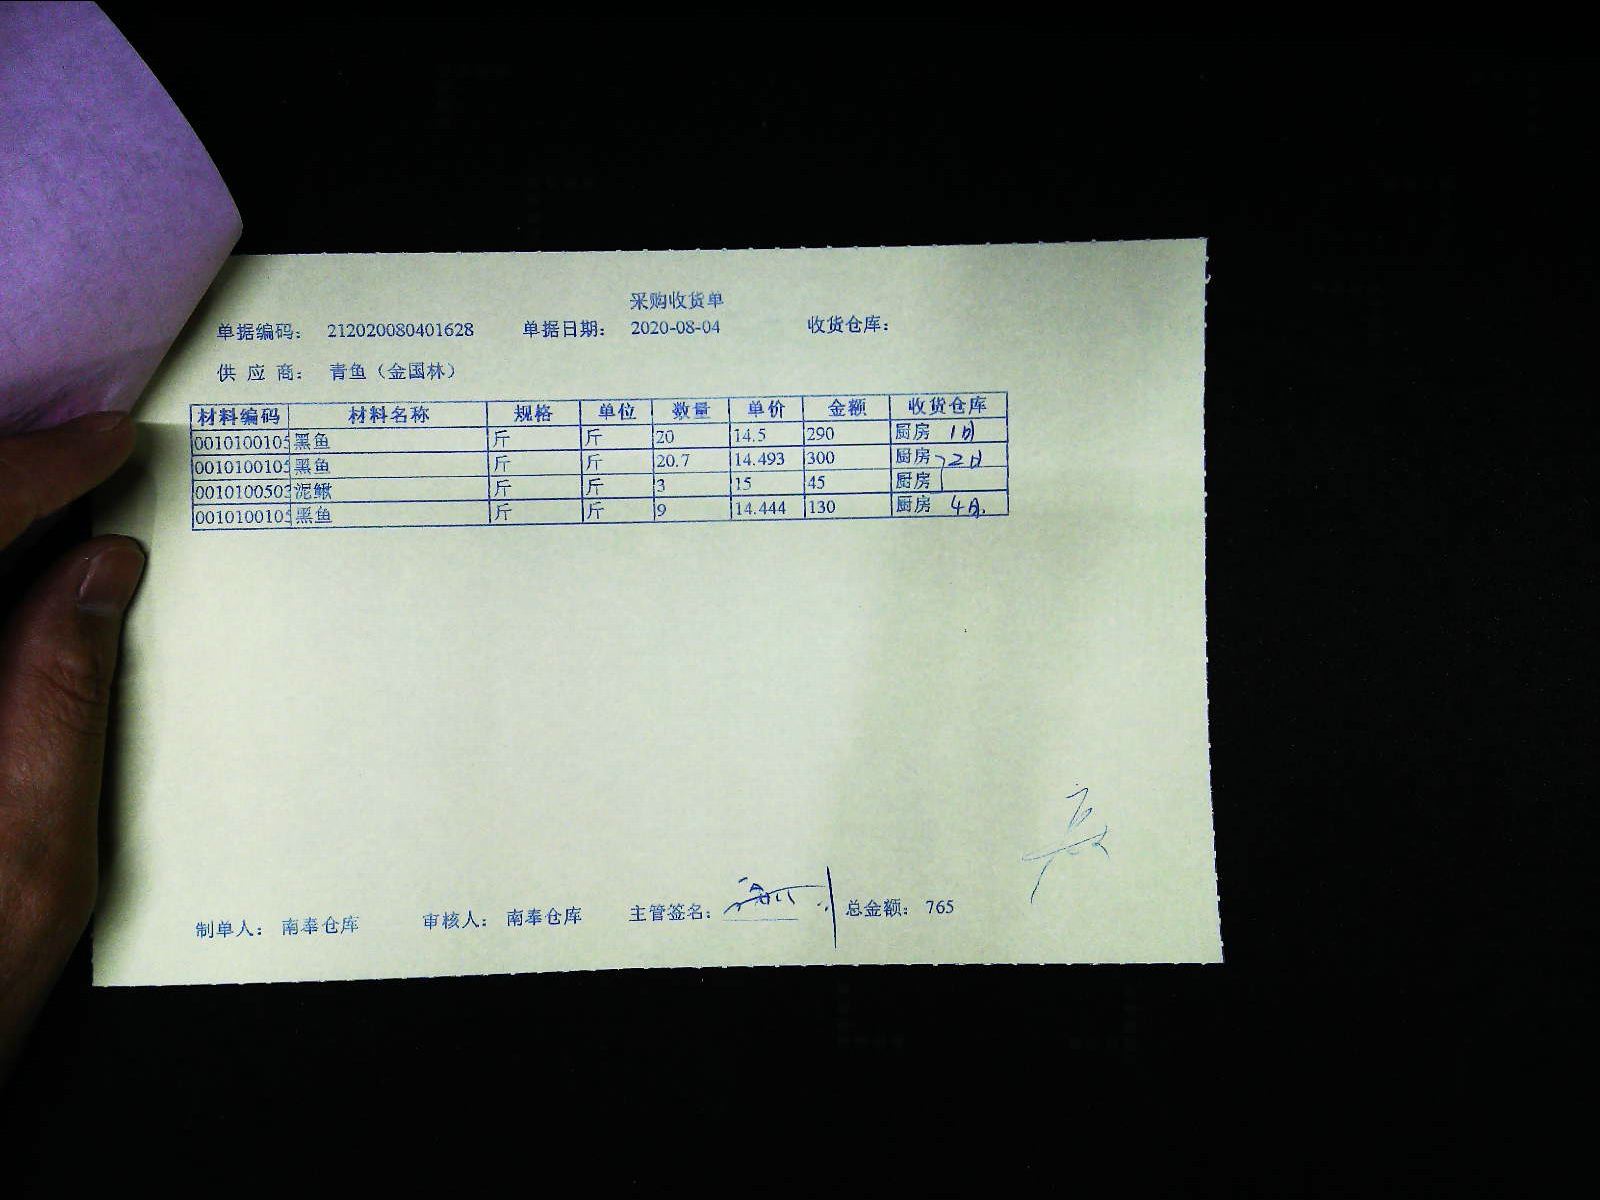 采购收货单
单据编码： 212020080401628 单据日期： 2020-08-04 收货仓库：
供 应 商： 青鱼（金国林）
材料编码 材料名称 规格 单位 数量 单价 金额 收货仓库
0010100105 黑鱼 斤 斤 20 14.5 290 厨房 1日
0010100105 黑鱼 斤 斤 20.7 14.493 300 厨房 2日
0010100503 泥鳅 斤 斤 3 15 45 厨房
0010100105 黑鱼 斤 斤 9 14.444 130 厨房 4日.
制单人： 南奉仓库 审核人： 南奉仓库 主管签名： 总金额： 765